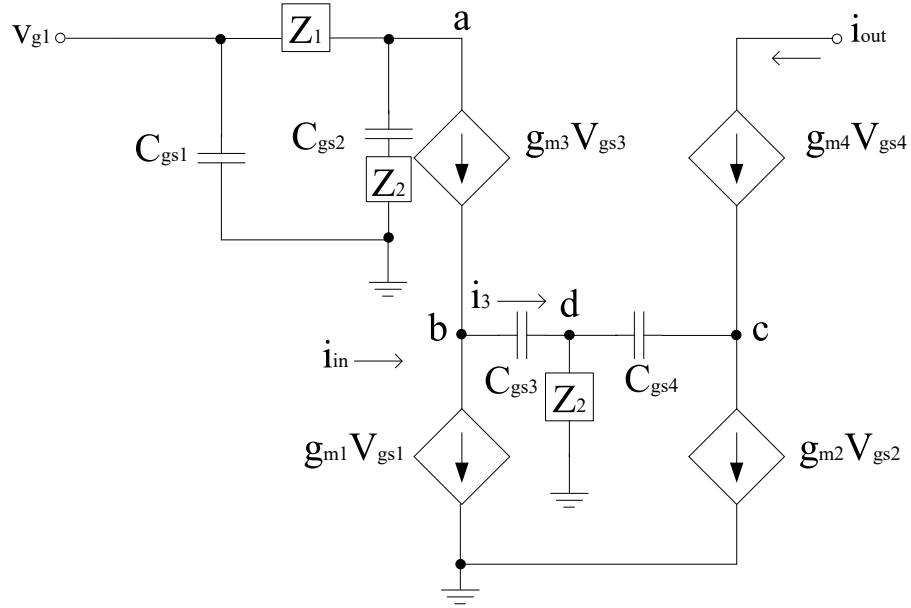 Vg1
Z1
a
iout
Cgs1
Cgs2
Z2
gm3Vgs3
gm4Vgs4
i3
d
b
c
iin
Cgs3
Cgs4
Z2
gm1Vgs1
gm2Vgs2